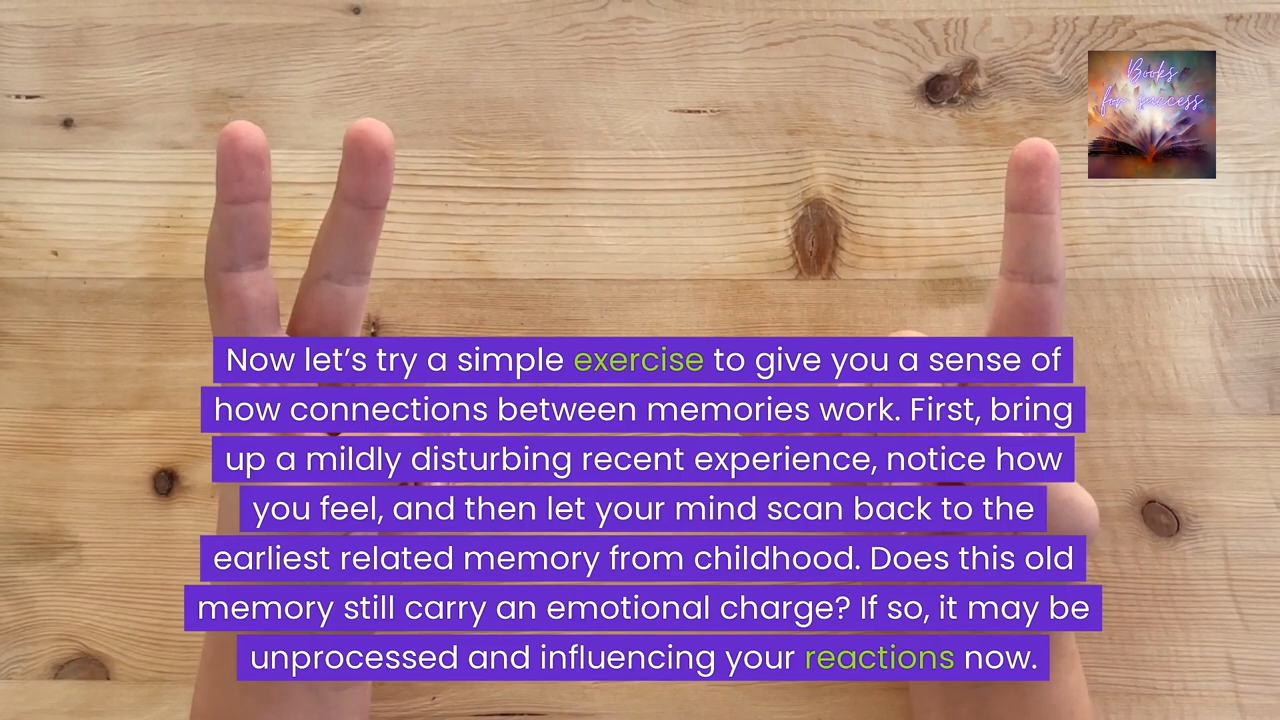 Books
for success
Now let’s try a simple exercise to give you a sense of
how connections between memories work. First, bring
up a mildly disturbing recent experience, notice how
you feel, and then let your mind scan back to the
earliest related memory from childhood. Does this old
memory still carry an emotional charge? If so, it may be
unprocessed and influencing your reactions now.